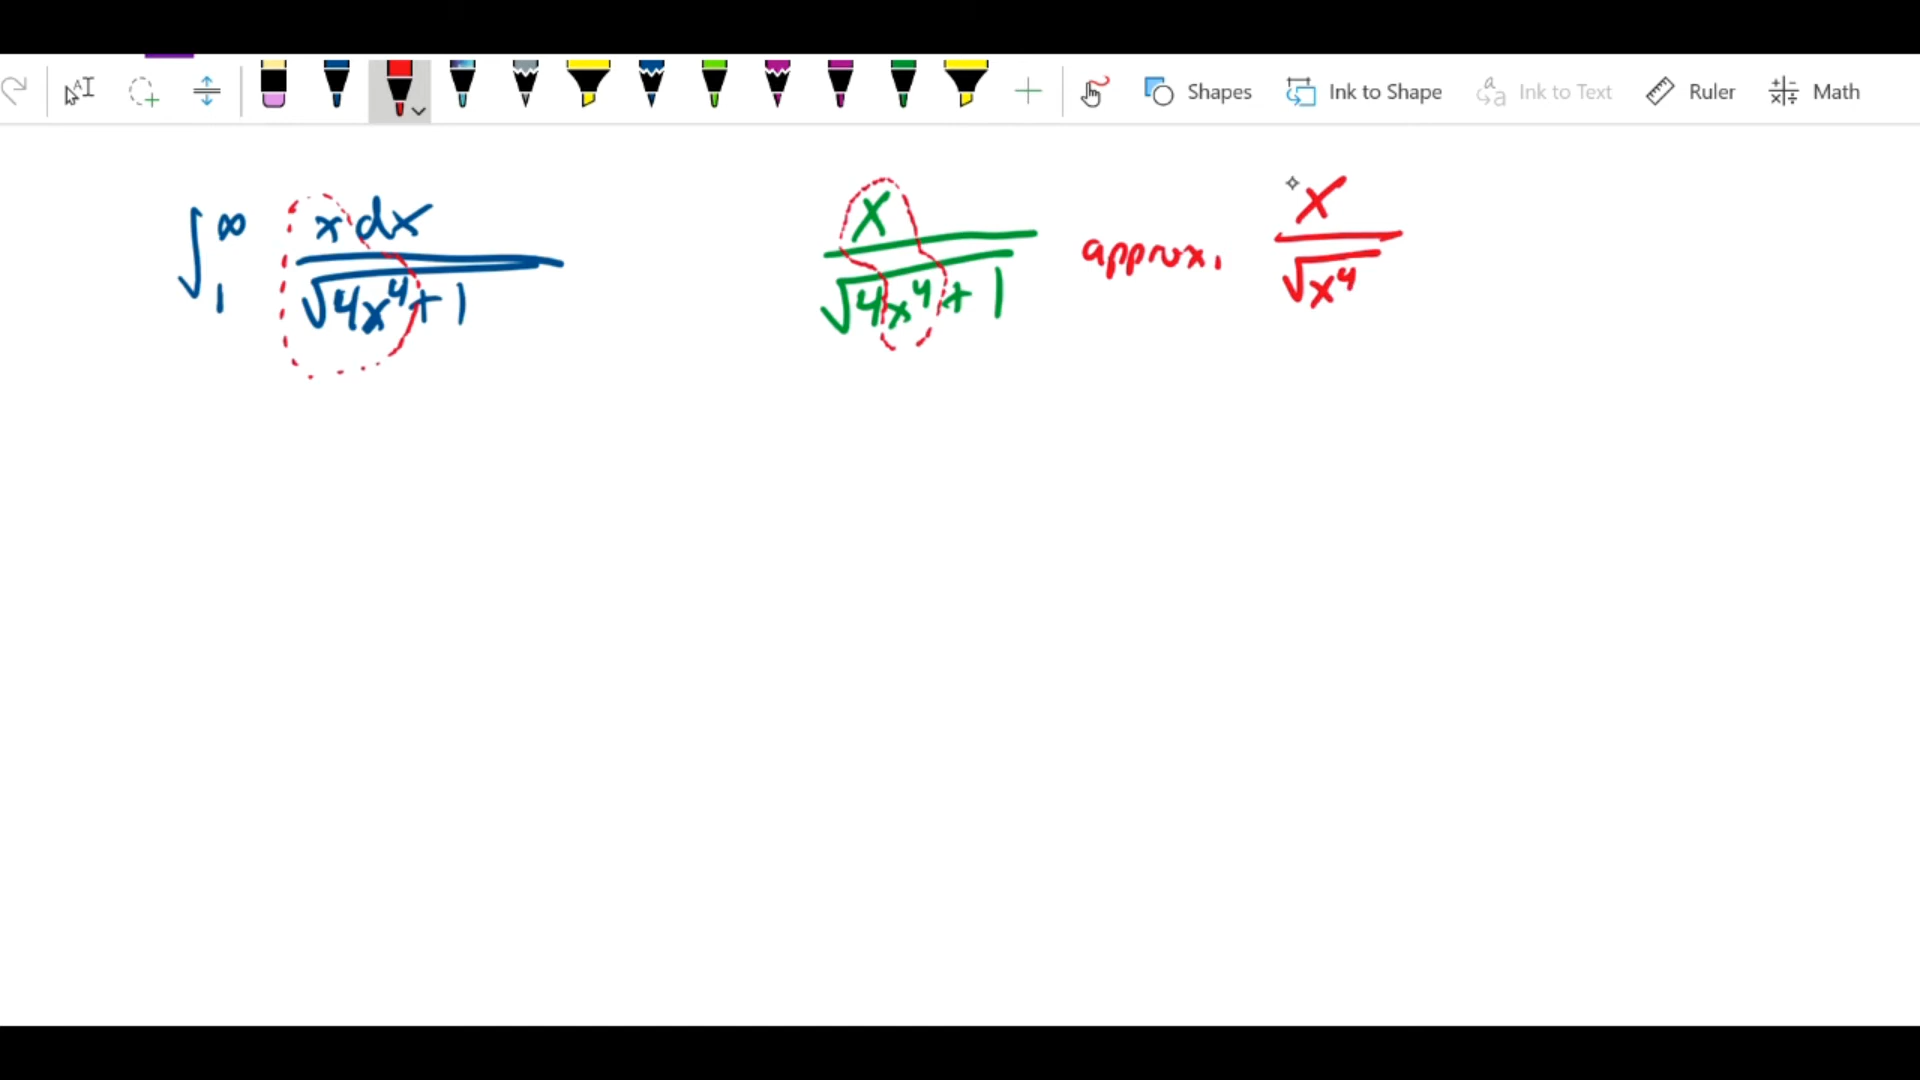 Shapes Ink to Shape Ink to Text Ruler Math
∫₁^∞ x dx / √(4x⁴ + 1)
x / √(4x⁴ + 1) approx. x / √(x⁴)